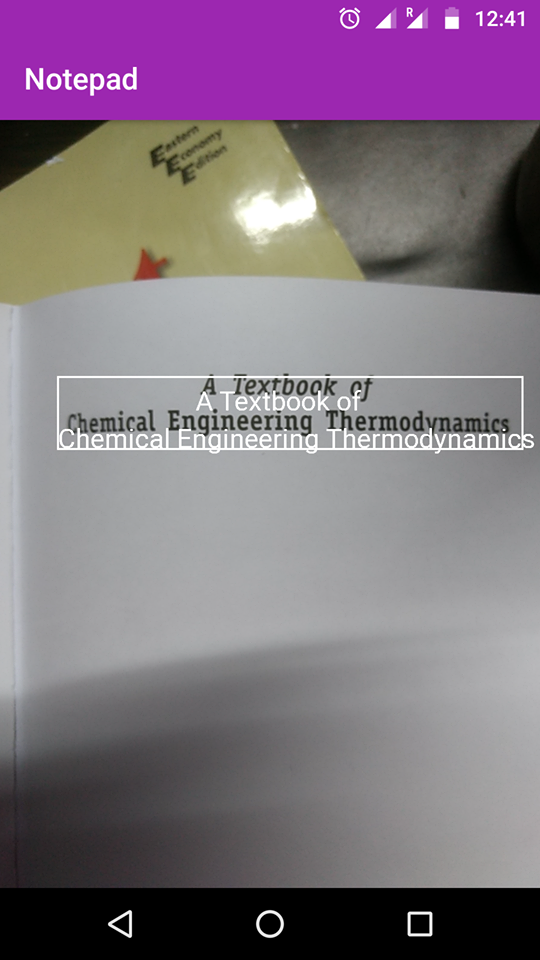 12:41
R
Notepad
Eastern
Economy
Edition
A Textbook of
Chemical Engineering Thermodynamics
A Textbook of
Chemical Engineering Thermodynamics